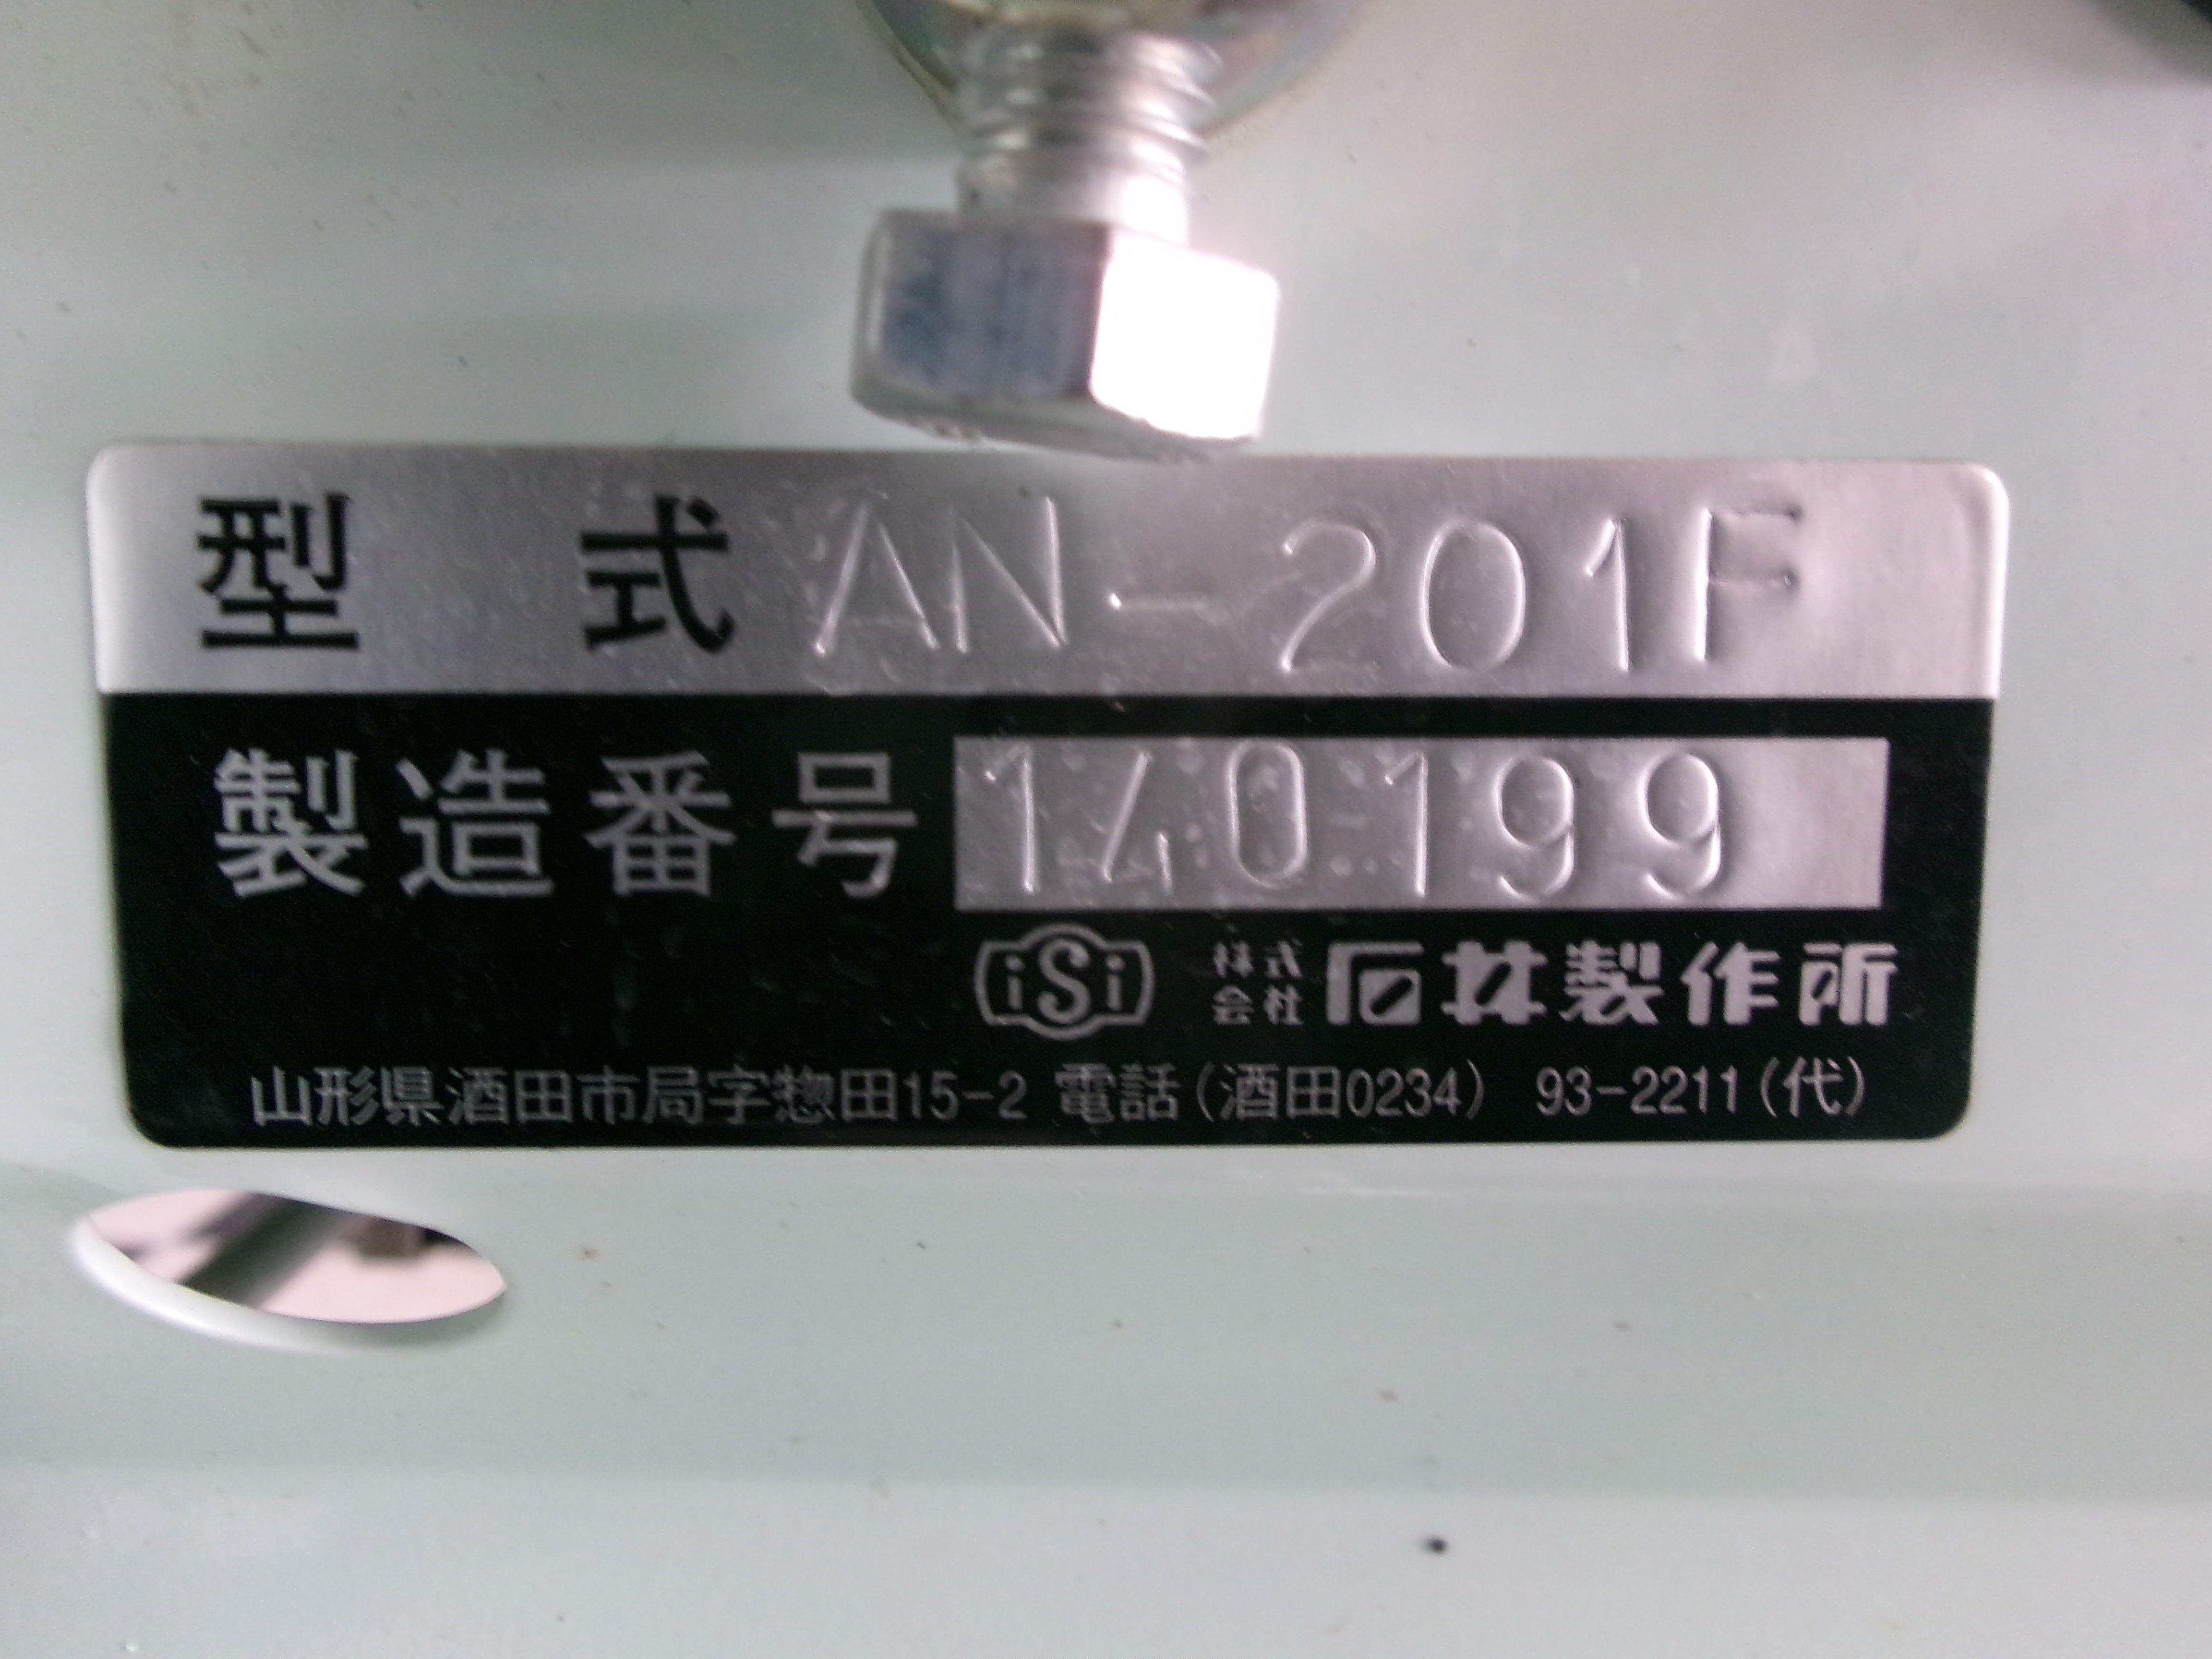 型式 AN-201F
製造番号 140199
iSi 株式会社 石井製作所
山形県酒田市局字惣田15-2 電話(酒田0234) 93-2211(代)